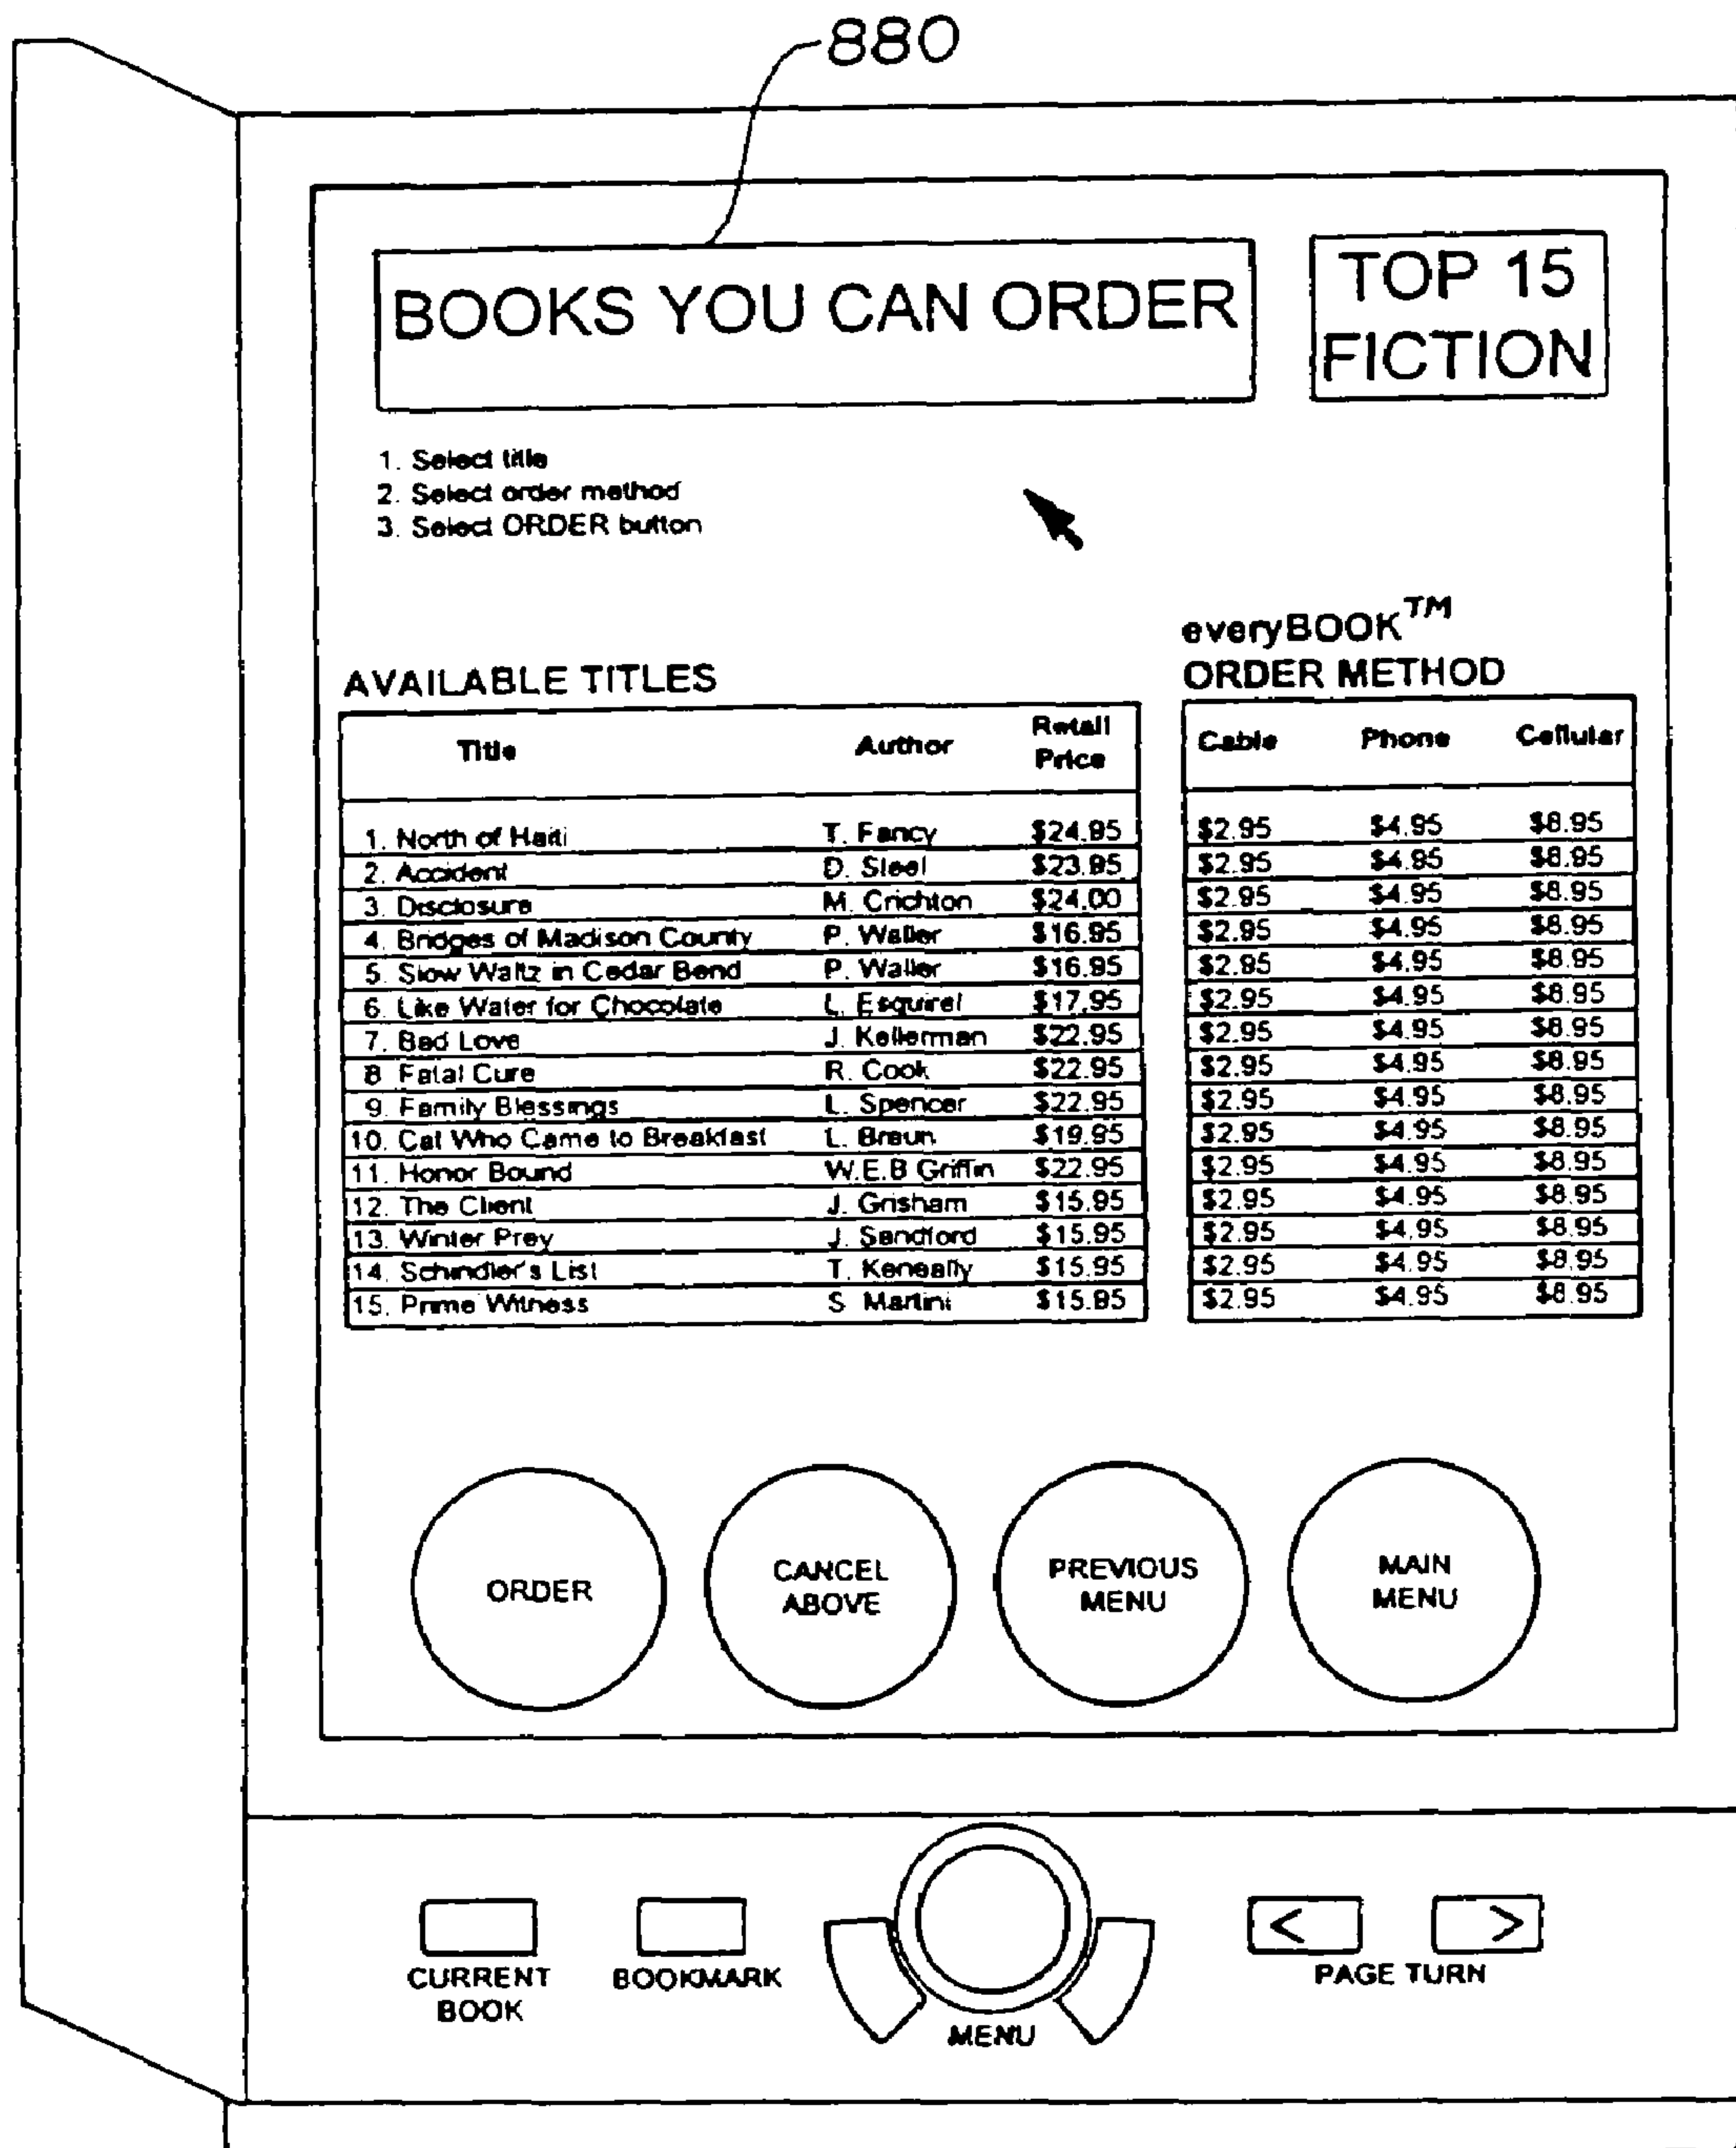 880
BOOKS YOU CAN ORDER
TOP 15
FICTION
1. Select title
2. Select order method
3. Select ORDER button
everyBOOK™
ORDER METHOD
AVAILABLE TITLES
Title Author Retail Price Cable Phone Cellular
1. North of Haiti T. Fancy $24.95 $2.95 $4.95 $8.95
2. Accident D. Steel $23.95 $2.95 $4.95 $8.95
3. Disclosure M. Crichton $24.00 $2.95 $4.95 $8.95
4. Bridges of Madison County P. Waller $16.95 $2.95 $4.95 $8.95
5. Slow Waltz in Cedar Bend P. Waller $16.95 $2.95 $4.95 $8.95
6. Like Water for Chocolate L. Esquirel $17.95 $2.95 $4.95 $8.95
7. Bad Love J. Kellerman $22.95 $2.95 $4.95 $8.95
8 Fatal Cure R. Cook $22.95 $2.95 $4.95 $8.95
9. Family Blessings L. Spencer $22.95 $2.95 $4.95 $8.95
10. Cat Who Came to Breakfast L. Braun $19.95 $2.95 $4.95 $8.95
11. Honor Bound W.E.B Griffin $22.95 $2.95 $4.95 $8.95
12. The Client J. Grisham $15.95 $2.95 $4.95 $8.95
13. Winter Prey J. Sandford $15.95 $2.95 $4.95 $8.95
14. Schindler's List T. Keneally $15.95 $2.95 $4.95 $8.95
15. Prime Witness S Martini $15.95 $2.95 $4.95 $8.95
ORDER
CANCEL
ABOVE
PREVIOUS
MENU
MAIN
MENU
< >
CURRENT
BOOK
BOOKMARK
MENU
PAGE TURN